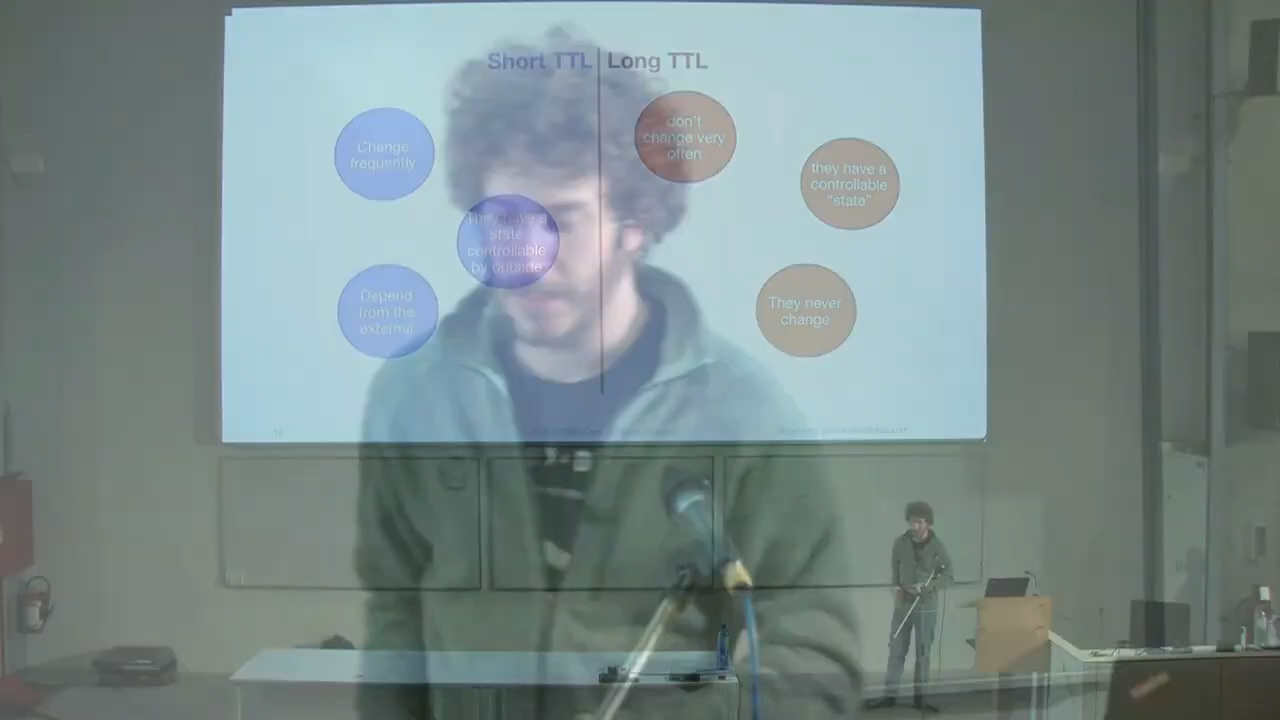 Short TTL
Long TTL
Change
frequently
state
controllable
by outside
Depend
from the
external
don't
change very
often
they have a
controllable
"state"
They never
change